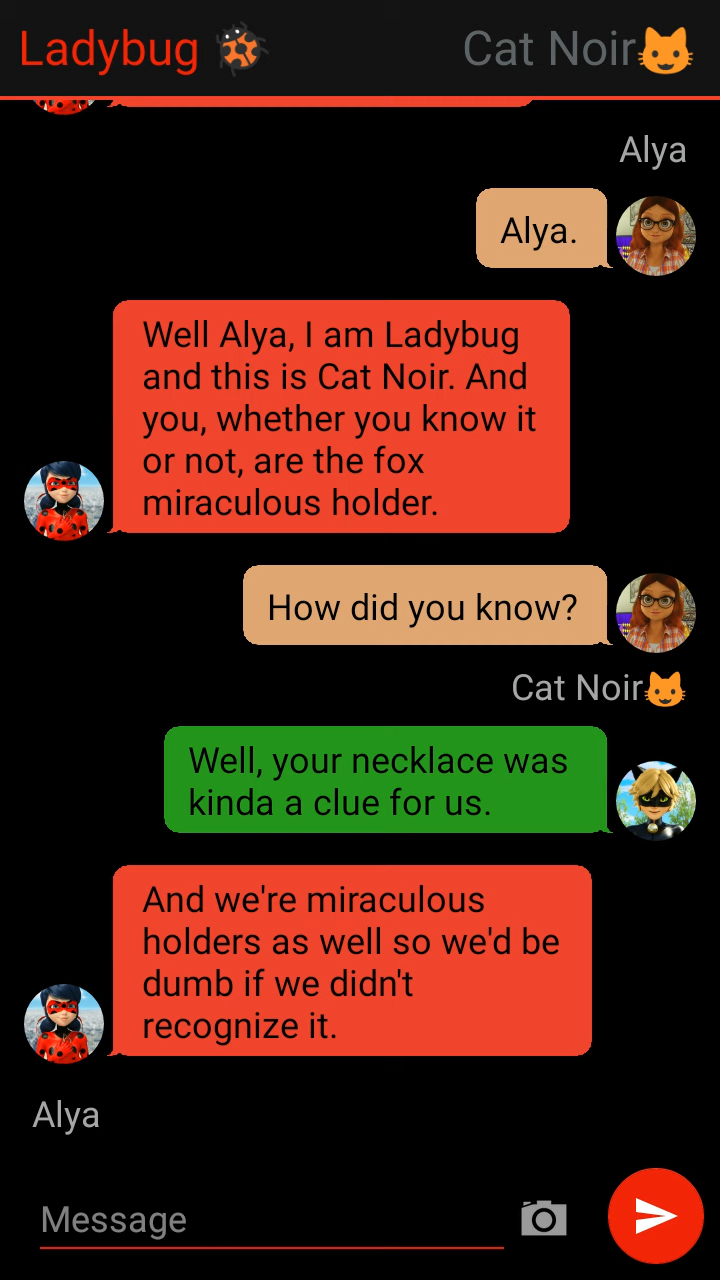 Ladybug 🐞 Cat Noir😺
Alya
Alya.
Well Alya, I am Ladybug
and this is Cat Noir. And
you, whether you know it
or not, are the fox
miraculous holder.
How did you know?
Cat Noir😺
Well, your necklace was
kinda a clue for us.
And we're miraculous
holders as well so we'd be
dumb if we didn't
recognize it.
Alya
Message